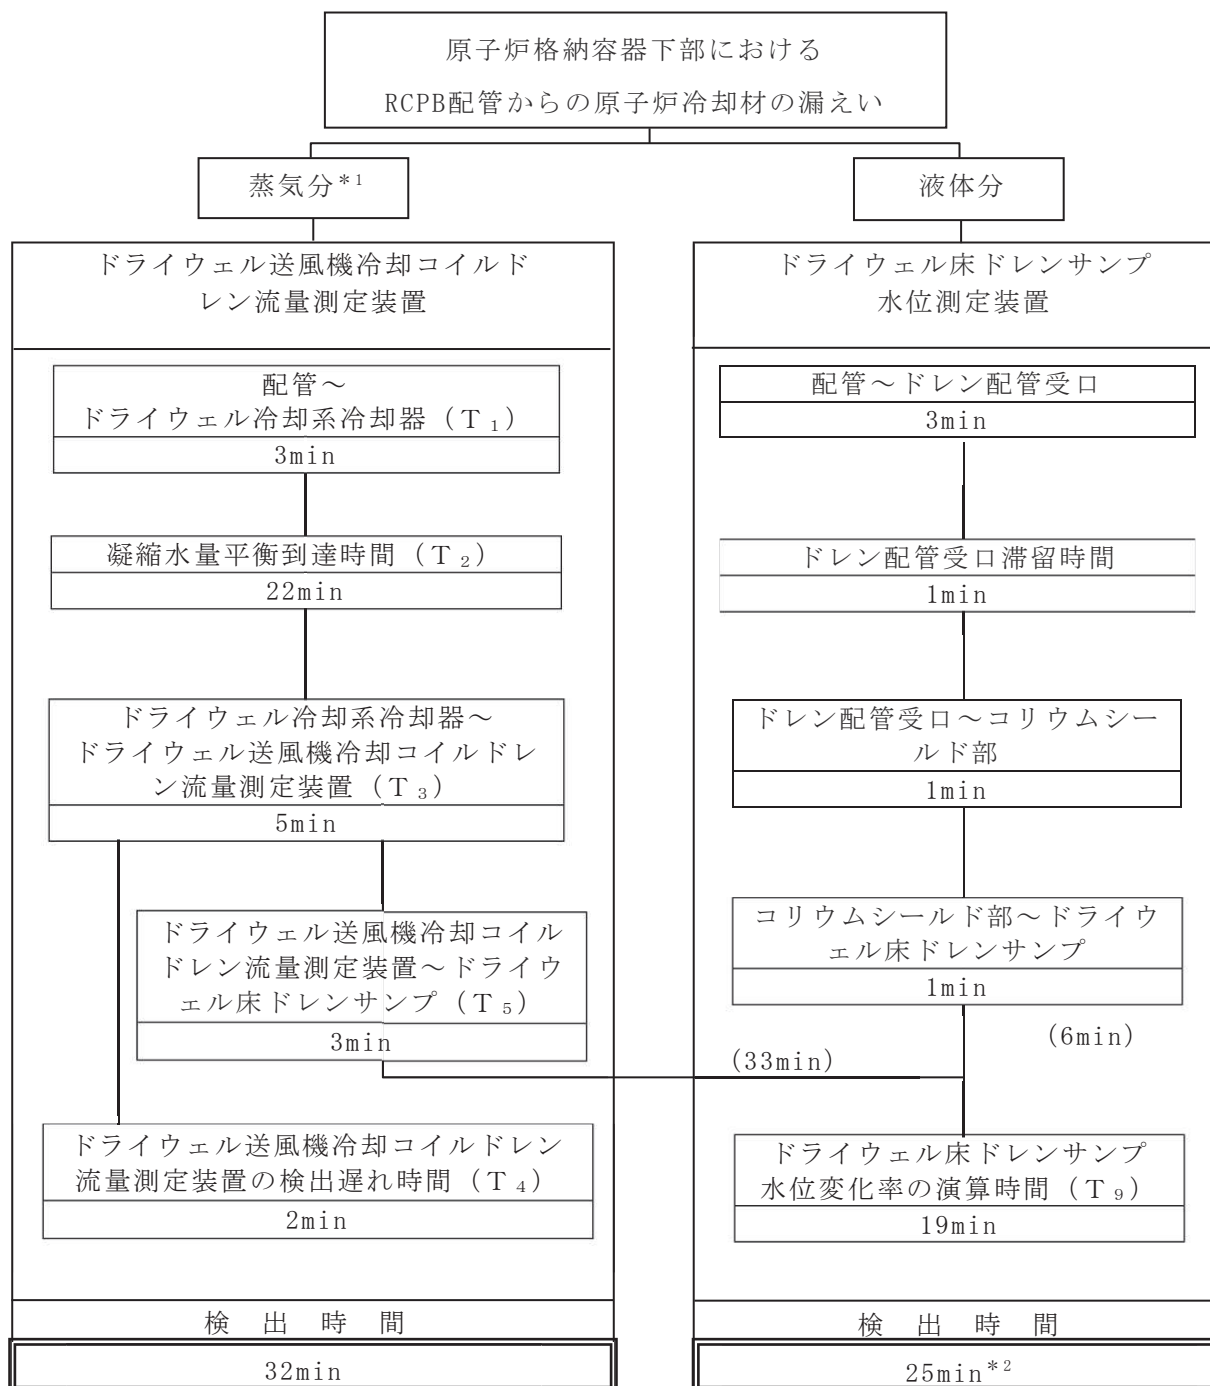 原子炉格納容器下部における
RCPB配管からの原子炉冷却材の漏えい
蒸気分*1
液体分
ドライウェル送風機冷却コイルド
レン流量測定装置
配管～
ドライウェル冷却系冷却器（T1）
3min
凝縮水量平衡到達時間（T2）
22min
ドライウェル冷却系冷却器～
ドライウェル送風機冷却コイルドレ
ン流量測定装置（T3）
5min
ドライウェル送風機冷却コイル
ドレン流量測定装置～ドライウ
ェル床ドレンサンプ（T5）
3min
(33min)
ドライウェル送風機冷却コイルドレン
流量測定装置の検出遅れ時間（T4）
2min
検 出 時 間
32min
ドライウェル床ドレンサンプ
水位測定装置
配管～ドレン配管受口
3min
ドレン配管受口滞留時間
1min
ドレン配管受口～コリウムシー
ルド部
1min
コリウムシールド部～ドライウ
ェル床ドレンサンプ
1min
(6min)
ドライウェル床ドレンサンプ
水位変化率の演算時間（T9）
19min
検 出 時 間
25min*2